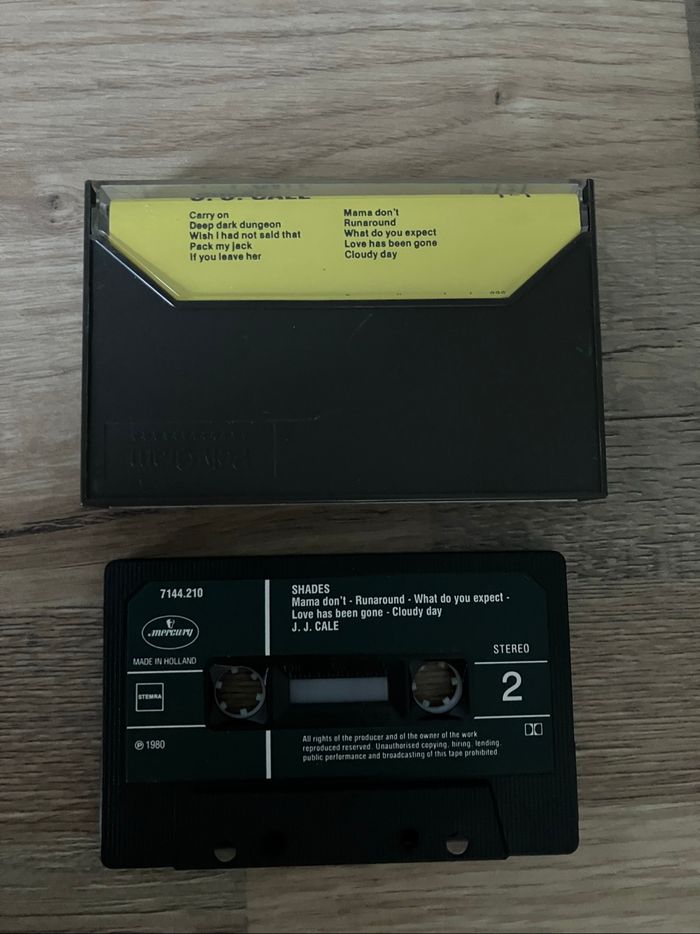 J. J. CALE
Carry on
Deep dark dungeon
Wish I had not said that
Pack my jack
If you leave her
Mama don't
Runaround
What do you expect
Love has been gone
Cloudy day
PolyGram
7144.210
mercury
MADE IN HOLLAND
STEMRA
℗ 1980
SHADES
Mama don't - Runaround - What do you expect -
Love has been gone - Cloudy day
J. J. CALE
STEREO
2
All rights of the producer and of the owner of the work
reproduced reserved. Unauthorised copying, hiring, lending,
public performance and broadcasting of this tape prohibited.